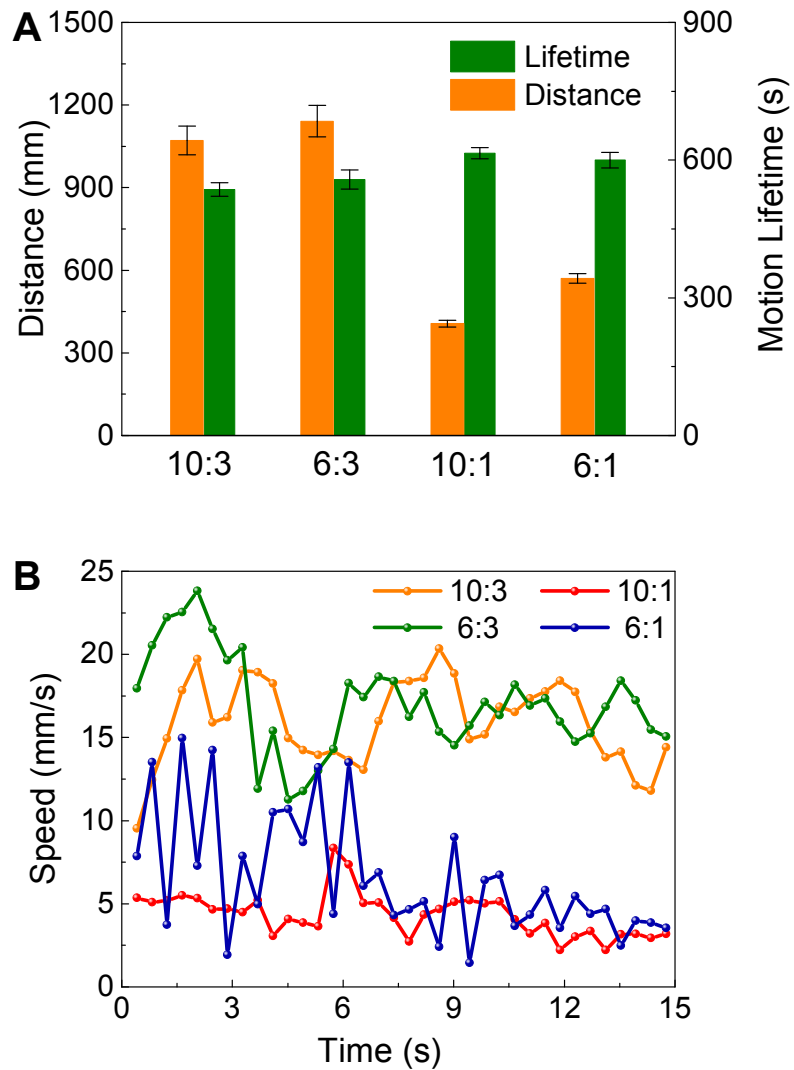 A
1500
1200
900
600
300
0
Distance (mm)
Lifetime
Distance
900
600
300
0
Motion Lifetime (s)
10:3 6:3 10:1 6:1
B
25
20
15
10
5
0
Speed (mm/s)
10:3 10:1
6:3 6:1
0 3 6 9 12 15
Time (s)